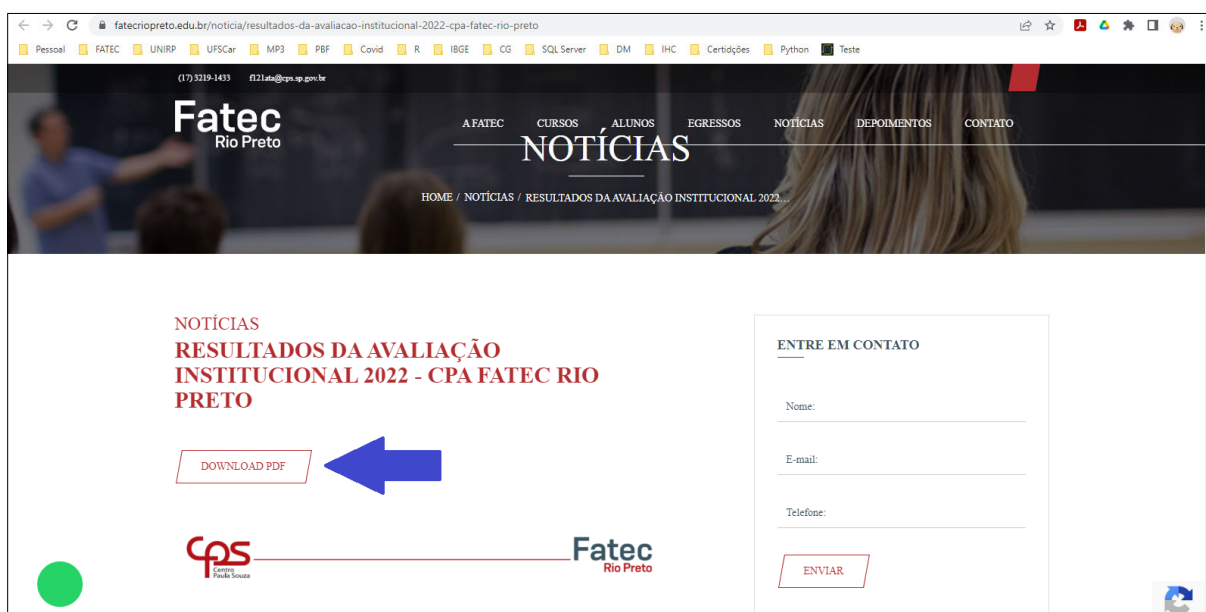 fatecriopreto.edu.br/noticia/resultados-da-avaliacao-institucional-2022-cpa-fatec-rio-preto
Pessoal FATEC UNIRP UFSCar MP3 PBF Covid R IBGE CG SQL Server DM IHC Certidções Python Teste
(17) 3219-1433 f121ata@cps.sp.gov.br
Fatec
Rio Preto
A FATEC CURSOS ALUNOS EGRESSOS NOTÍCIAS DEPOIMENTOS CONTATO
NOTÍCIAS
HOME / NOTÍCIAS / RESULTADOS DA AVALIAÇÃO INSTITUCIONAL 2022...
NOTÍCIAS
RESULTADOS DA AVALIAÇÃO
INSTITUCIONAL 2022 - CPA FATEC RIO
PRETO
DOWNLOAD PDF
cps
Centro
Paula Souza
Fatec
Rio Preto
ENTRE EM CONTATO
Nome:
E-mail:
Telefone:
ENVIAR